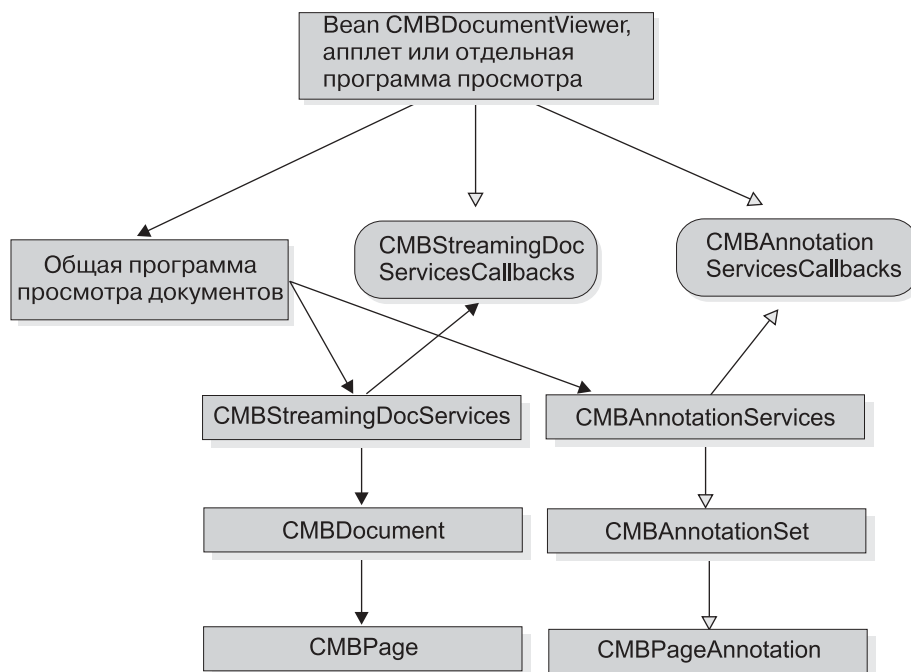 Bean CMBDocumentViewer,
апплет или отдельная
программа просмотра
Общая программа
просмотра документов
CMBStreamingDoc
ServicesCallbacks
CMBAnnotation
ServicesCallbacks
CMBStreamingDocServices
CMBAnnotationServices
CMBDocument
CMBAnnotationSet
CMBPage
CMBPageAnnotation